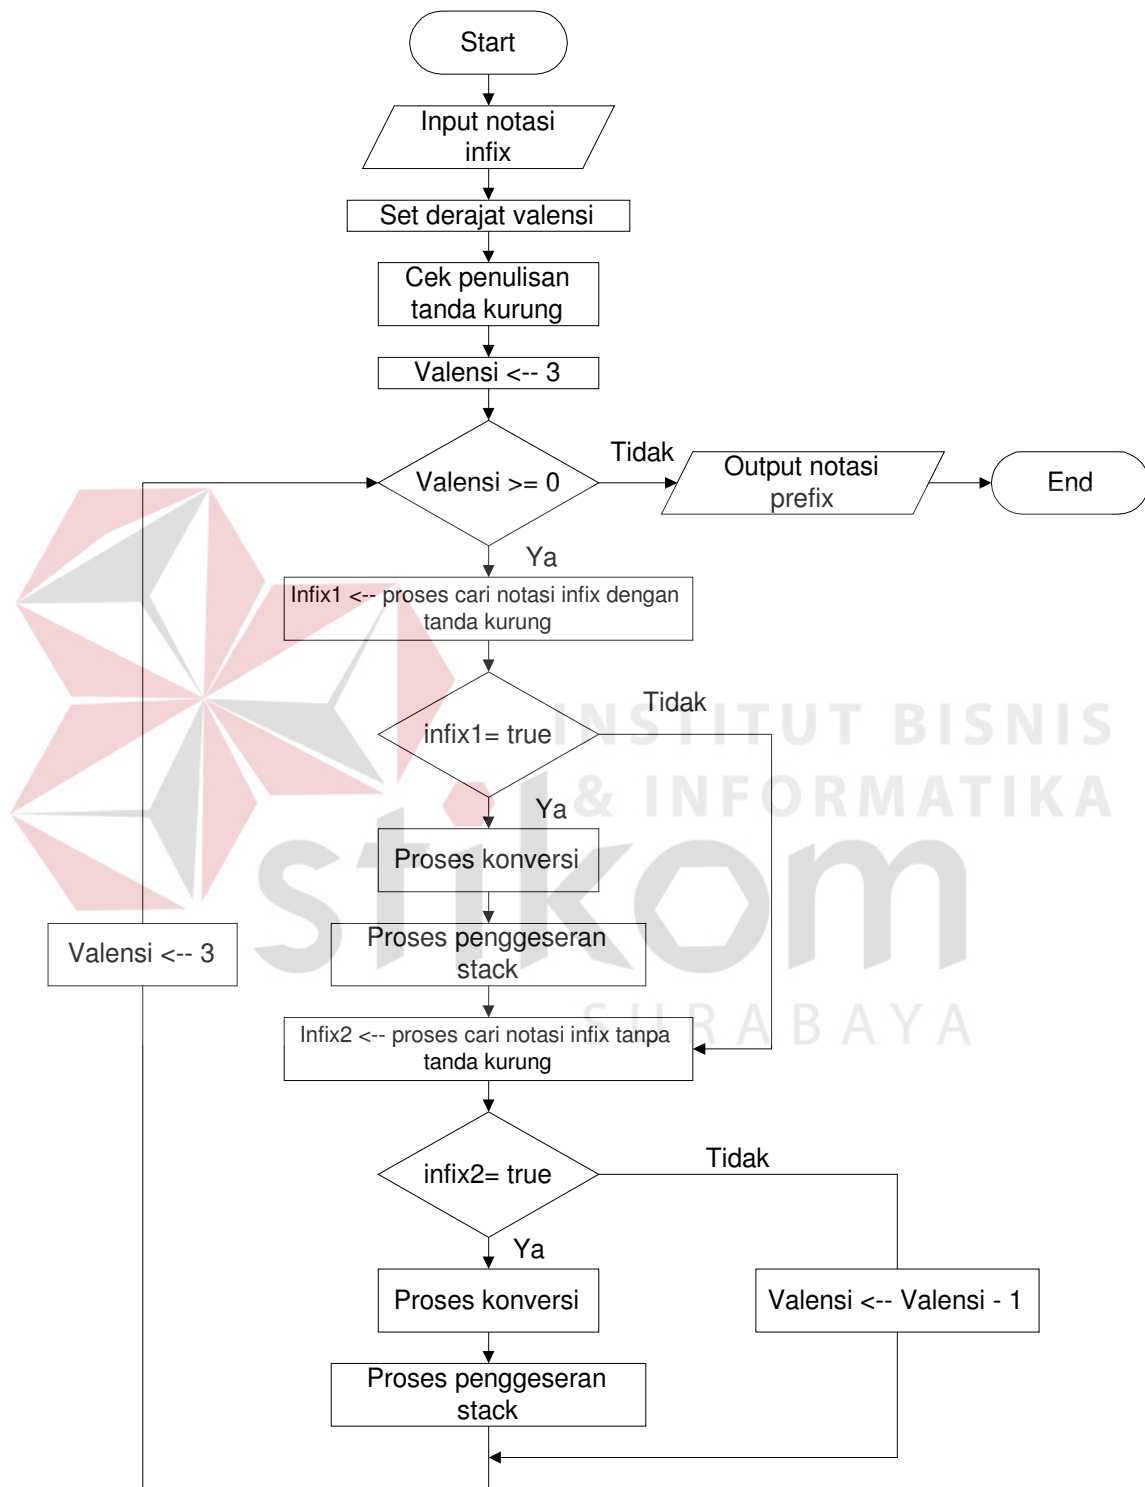 Start
Input notasi
infix
Set derajat valensi
Cek penulisan
tanda kurung
Valensi <-- 3
Valensi >= 0
Tidak
Output notasi
prefix
End
Ya
Infix1 <-- proses cari notasi infix dengan
tanda kurung
infix1= true
Tidak
INSTITUT BISNIS
& INFORMATIKA
Ya
Proses konversi
stikom
Valensi <-- 3
Proses penggeseran
stack
SURABAYA
Infix2 <-- proses cari notasi infix tanpa
tanda kurung
infix2= true
Tidak
Ya
Proses konversi
Valensi <-- Valensi - 1
Proses penggeseran
stack